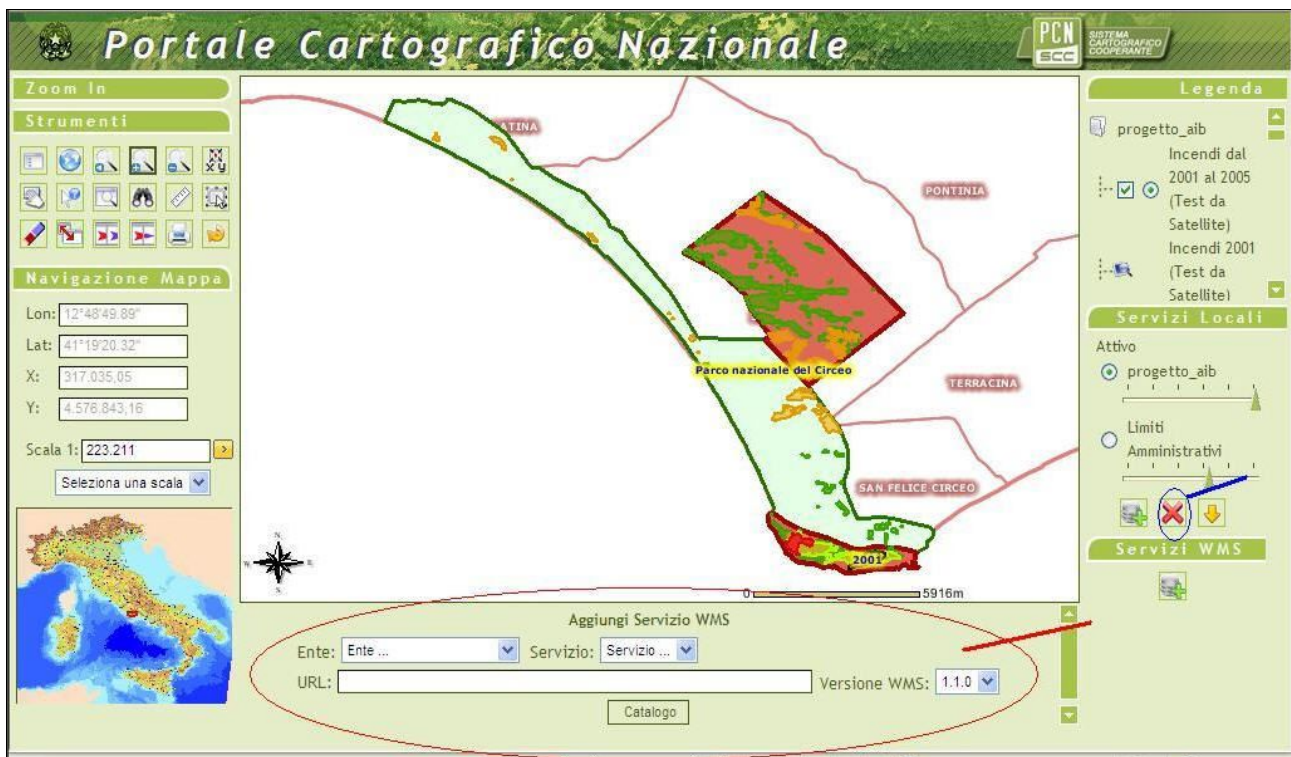 Portale Cartografico Nazionale
PCN
SCC
SISTEMA
CARTOGRAFICO
COOPERANTE
Zoom In
Strumenti
x y
Navigazione Mappa
Lon: 12°48'49.89"
Lat: 41°19'20.32"
X: 317.035,05
Y: 4.576.843,16
Scala 1: 223.211
Seleziona una scala
ATINA
PONTINIA
Parco nazionale del Circeo
TERRACINA
SAN FELICE CIRCEO
2001
N
S
0
5916m
Aggiungi Servizio WMS
Ente: Ente ...
Servizio: Servizio ...
URL:
Versione WMS: 1.1.0
Catalogo
Legenda
progetto_aib
Incendi dal
2001 al 2005
(Test da
Satellite)
Incendi 2001
(Test da
Satellite)
Servizi Locali
Attivo
progetto_aib
Limiti
Amministrativi
Servizi WMS